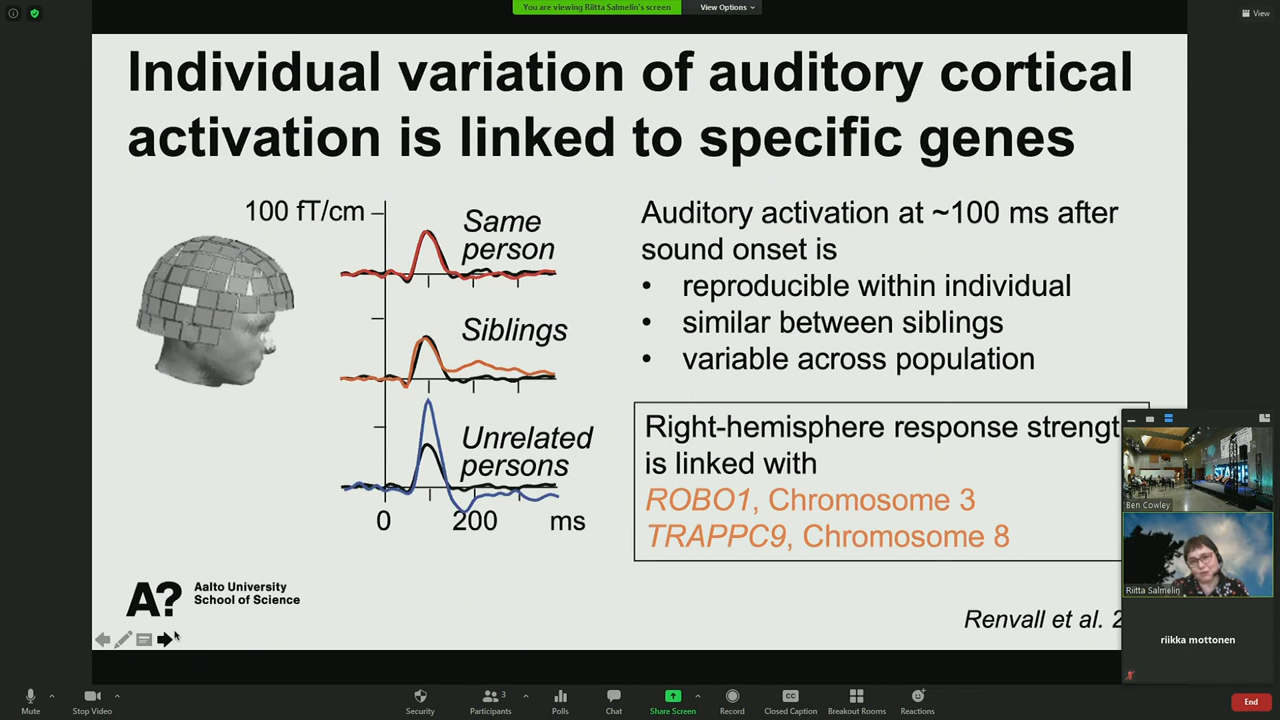 You are viewing Riitta Salmelin's screen
View Options
View
Individual variation of auditory cortical
activation is linked to specific genes
100 fT/cm
Same
person
Siblings
Unrelated
persons
0
200
ms
Auditory activation at ~100 ms after
sound onset is
• reproducible within individual
• similar between siblings
• variable across population
Right-hemisphere response strengt
is linked with
ROBO1, Chromosome 3
TRAPPC9, Chromosome 8
A?
Aalto University
School of Science
Renvall et al. 2
STAGE
Ben Cowley
Riitta Salmelin
riikka mottonen
Mute
Stop Video
Security
Participants
3
Polls
Chat
Share Screen
Record
Closed Caption
Breakout Rooms
Reactions
End